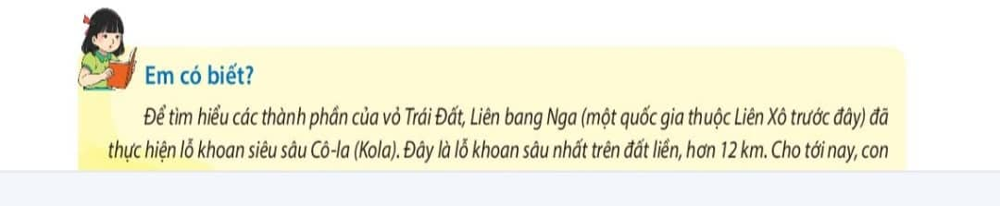 Em có biết?
Để tìm hiểu các thành phần của vỏ Trái Đất, Liên bang Nga (một quốc gia thuộc Liên Xô trước đây) đã
thực hiện lỗ khoan siêu sâu Cô-la (Kola). Đây là lỗ khoan sâu nhất trên đất liền, hơn 12 km. Cho tới nay, con